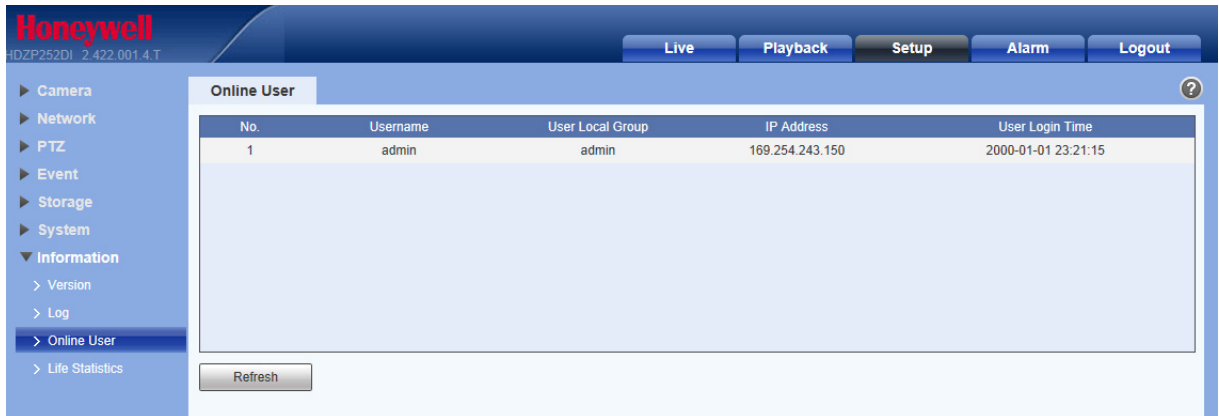 Honeywell
HDZP252DI 2.422.001.4.T
Live Playback Setup Alarm Logout
Camera
Network
PTZ
Event
Storage
System
Information
Version
Log
Online User
Life Statistics
Online User
?
No. Username User Local Group IP Address User Login Time
1 admin admin 169.254.243.150 2000-01-01 23:21:15
Refresh